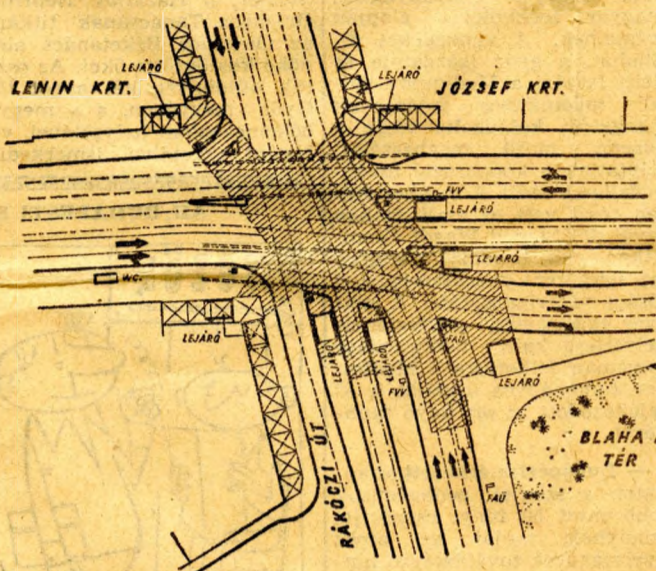 LEJÁRÓ
LEJÁRÓ
LENIN KRT.
JÓZSEF KRT.
FVV
LEJÁRÓ
LEJÁRÓ
WC.
LEJÁRÓ
LEJÁRÓ
LEJÁRÓ
FVV
FAÜ
LEJÁRÓ
RÁKÓCZI ÚT
BLAHA
TÉR
FAÜ